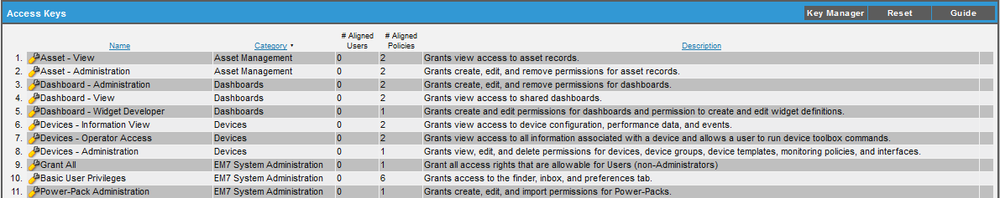 Access Keys Key Manager Reset Guide
Name Category • # Aligned Users # Aligned Policies Description
1. Asset - View Asset Management 0 2 Grants view access to asset records.
2. Asset - Administration Asset Management 0 2 Grants create, edit, and remove permissions for asset records.
3. Dashboard - Administration Dashboards 0 2 Grants create, edit, and remove permissions for dashboards.
4. Dashboard - View Dashboards 0 2 Grants view access to shared dashboards.
5. Dashboard - Widget Developer Dashboards 0 1 Grants create and edit permissions for dashboards and permission to create and edit widget definitions.
6. Devices - Information View Devices 0 2 Grants view access to device configuration, performance data, and events.
7. Devices - Operator Access Devices 0 2 Grants view access to all information associated with a device and allows a user to run device toolbox commands.
8. Devices - Administration Devices 0 1 Grants view, edit, and delete permissions for devices, device groups, device templates, monitoring policies, and interfaces.
9. Grant All EM7 System Administration 0 1 Grant all access rights that are allowable for Users (non-Administrators)
10. Basic User Privileges EM7 System Administration 0 6 Grants access to the finder, inbox, and preferences tab.
11. Power-Pack Administration EM7 System Administration 0 1 Grants create, edit, and import permissions for Power-Packs.